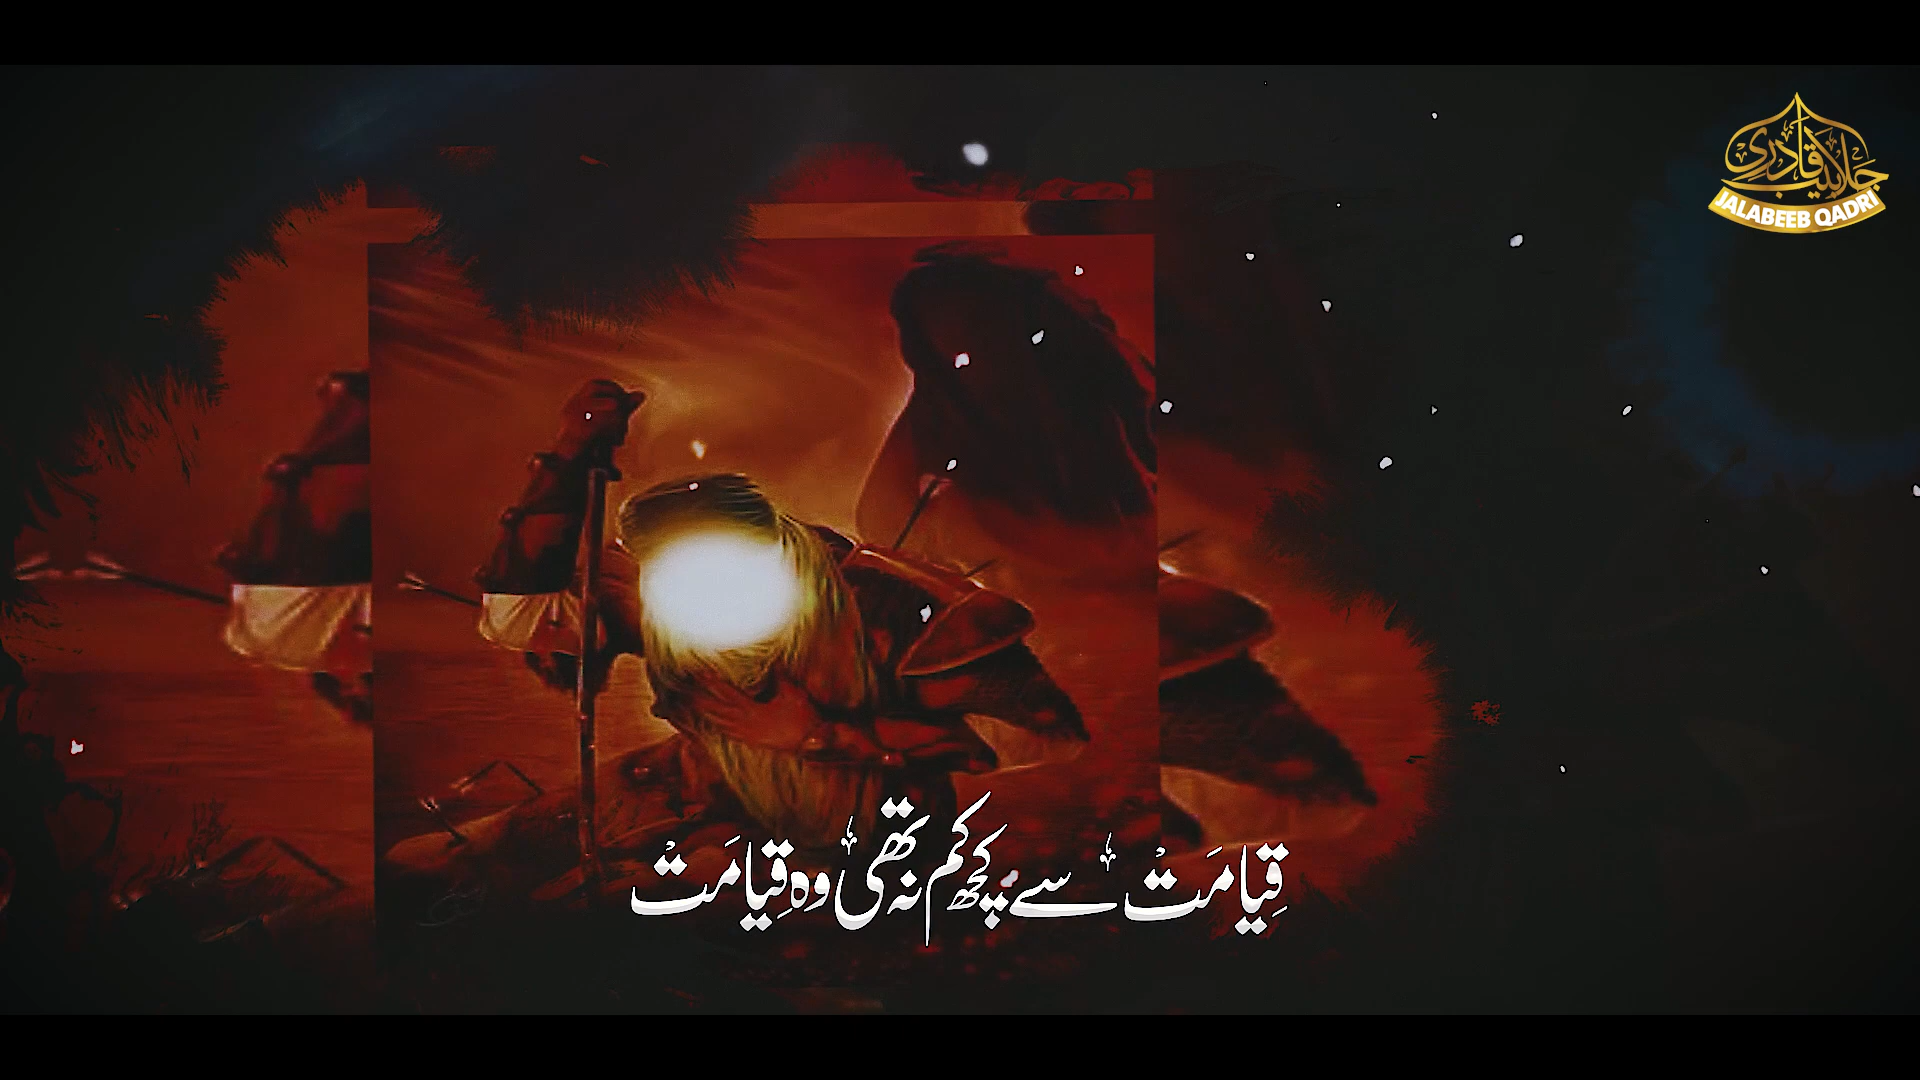 جلابیب قادری
JALABEEB QADRI
قِیامَتْ سے کچھ کم نہ تھی وہ قِیامَتْ